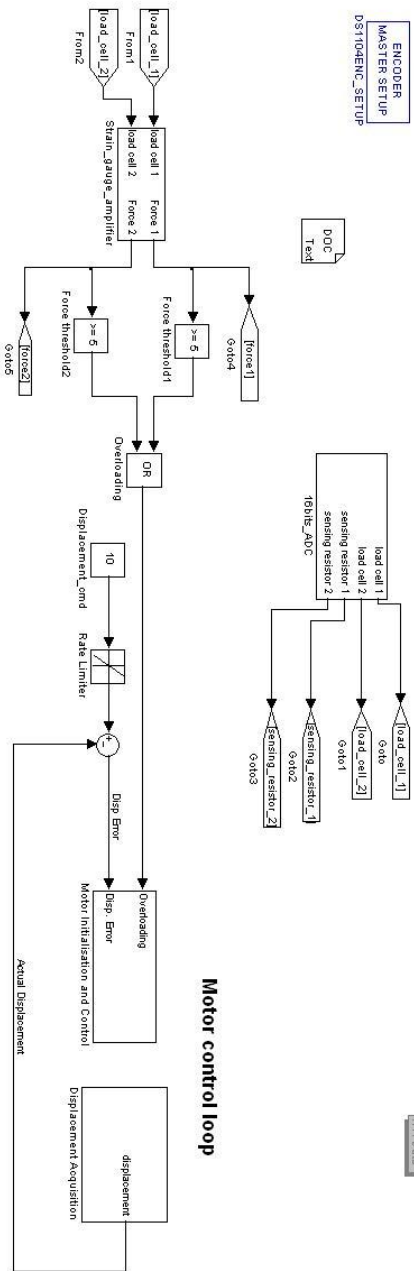 ENCODER
MASTER SETUP
DS1104ENC_SETUP
DOC
Text
load cell 1
load cell 2
sensing resistor 1
sensing resistor 2
16bits_ADC
[load_cell_1]
Goto
[load_cell_2]
Goto1
[sensing_resistor_1]
Goto2
[sensing_resistor_2]
Goto3
Motor control loop
[load_cell_1]
From1
[load_cell_2]
From2
load cell 1
load cell 2
Force 1
Force 2
Strain_gauge_amplifier
[force1]
Goto4
>= 5
Force threshold1
>= 5
Force threshold2
[force2]
Goto5
OR
Overloading
10
Displacement_cmd
Rate Limiter
+
-
Disp Error
Overloading
Disp. Error
Motor Initialisation and Control
displacement
Displacement Acquisition
Actual Displacement